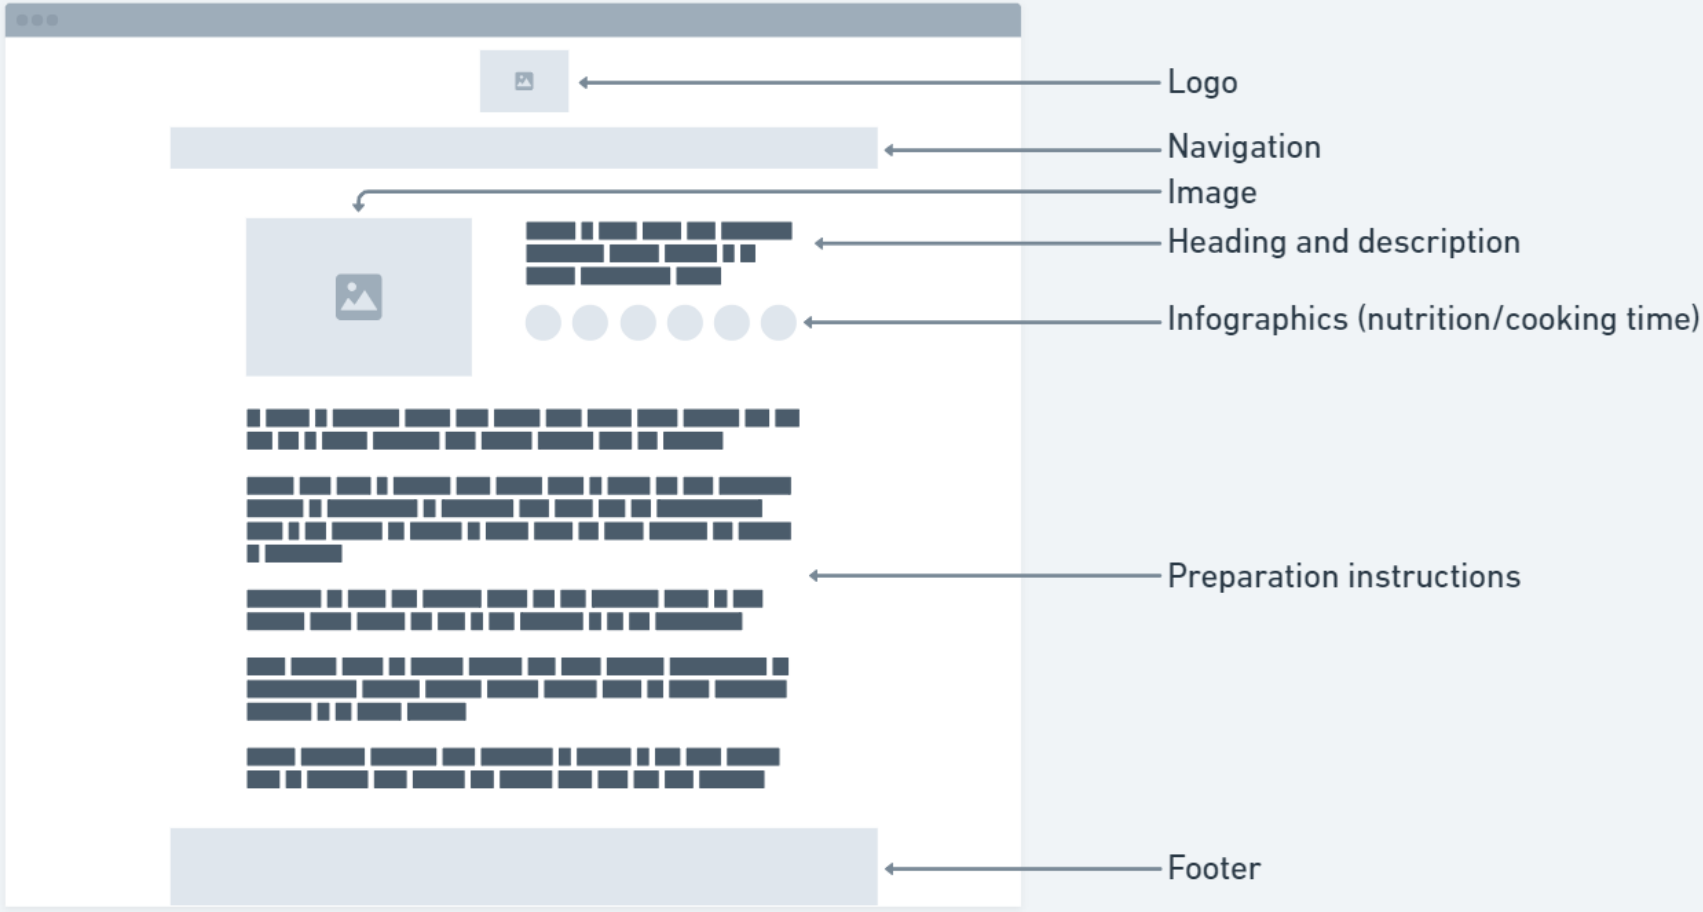 Logo
Navigation
Image
Heading and description
Infographics (nutrition/cooking time)
Preparation instructions
Footer